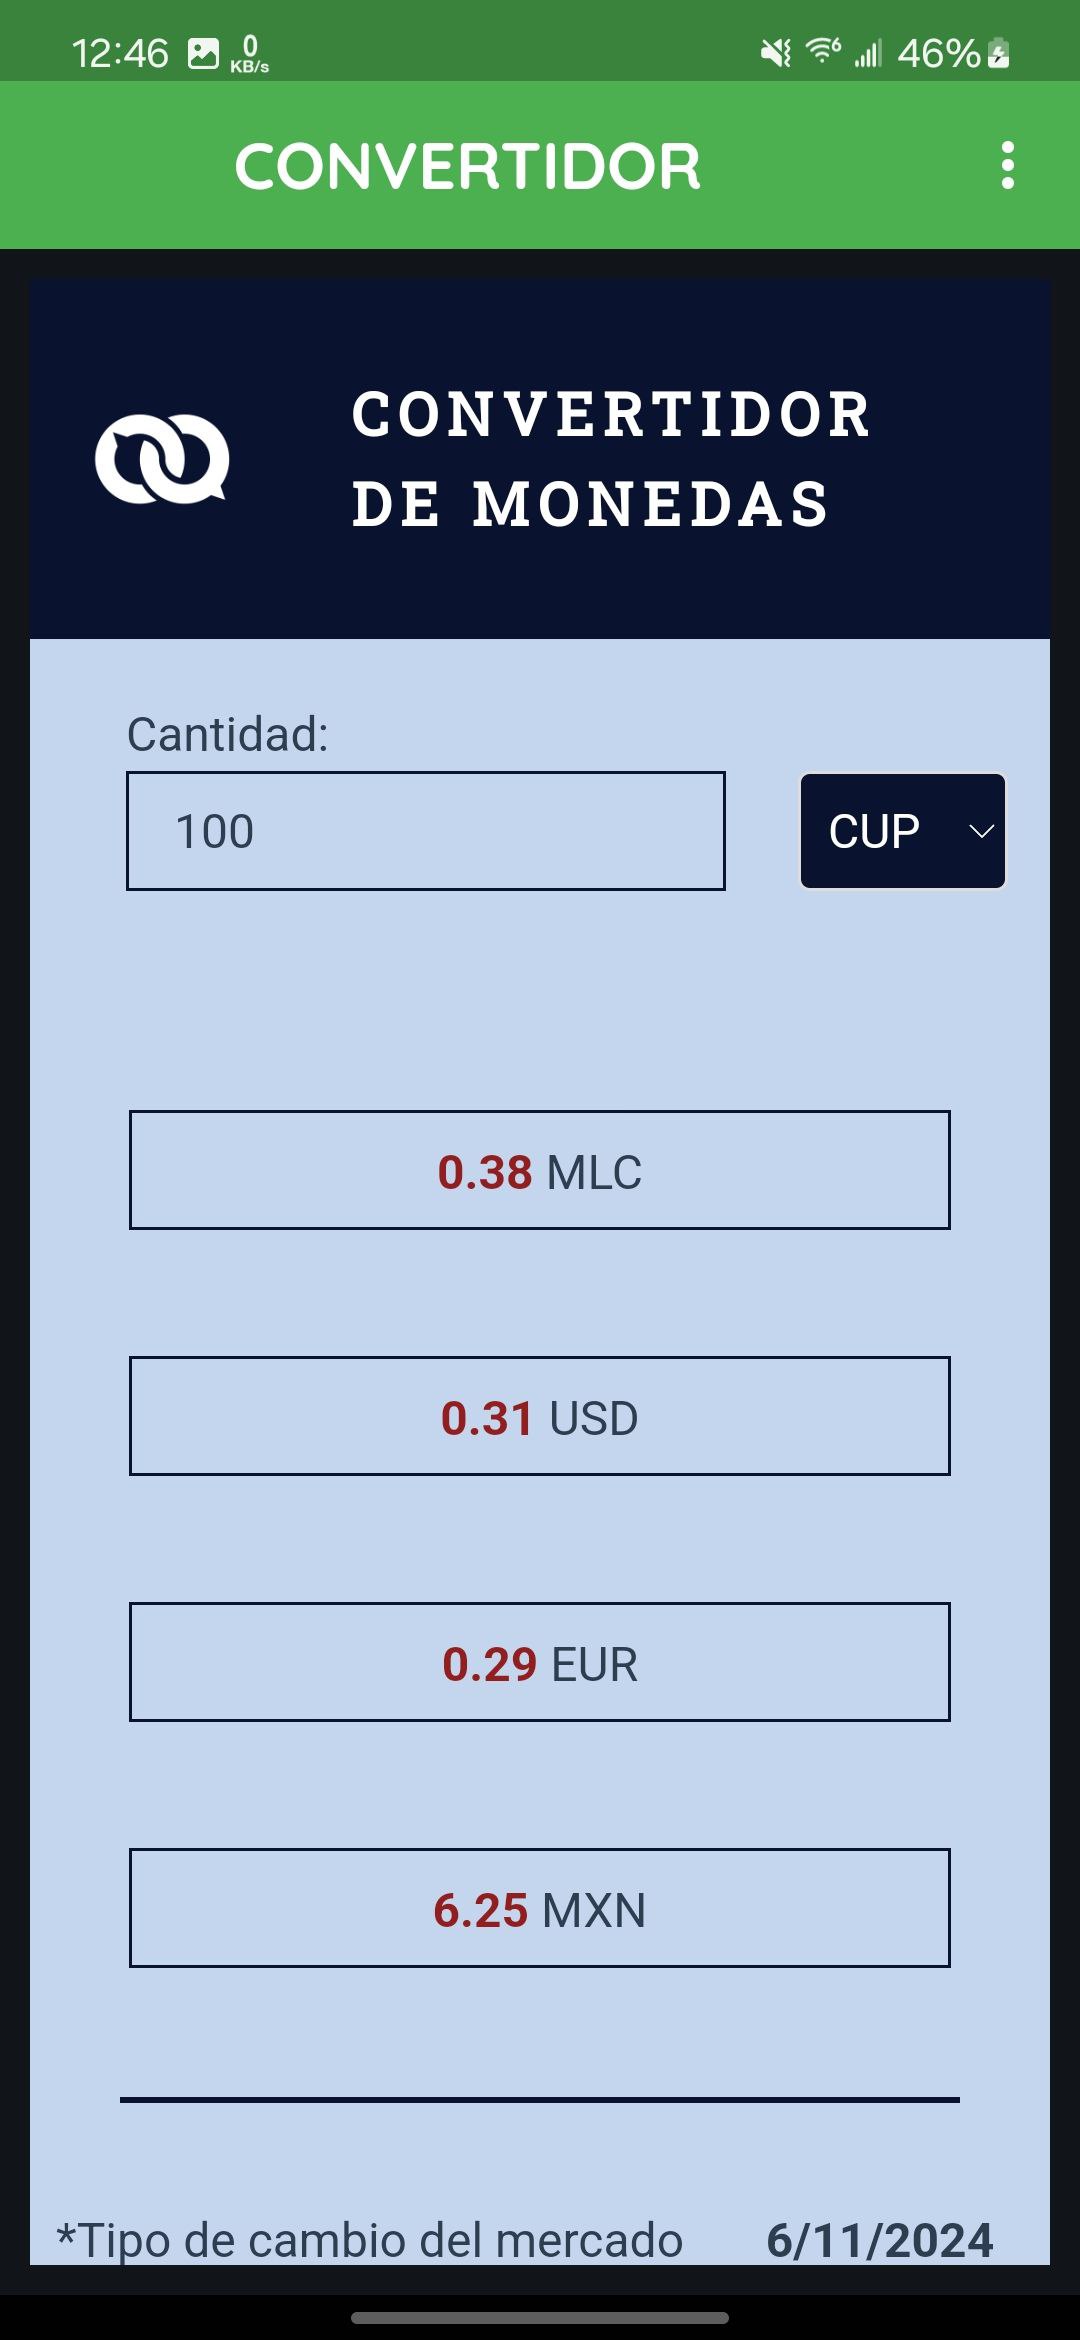 12:46 0 KB/s 6 46%
CONVERTIDOR
CONVERTIDOR
DE MONEDAS
Cantidad:
100 CUP
0.38 MLC
0.31 USD
0.29 EUR
6.25 MXN
*Tipo de cambio del mercado 6/11/2024